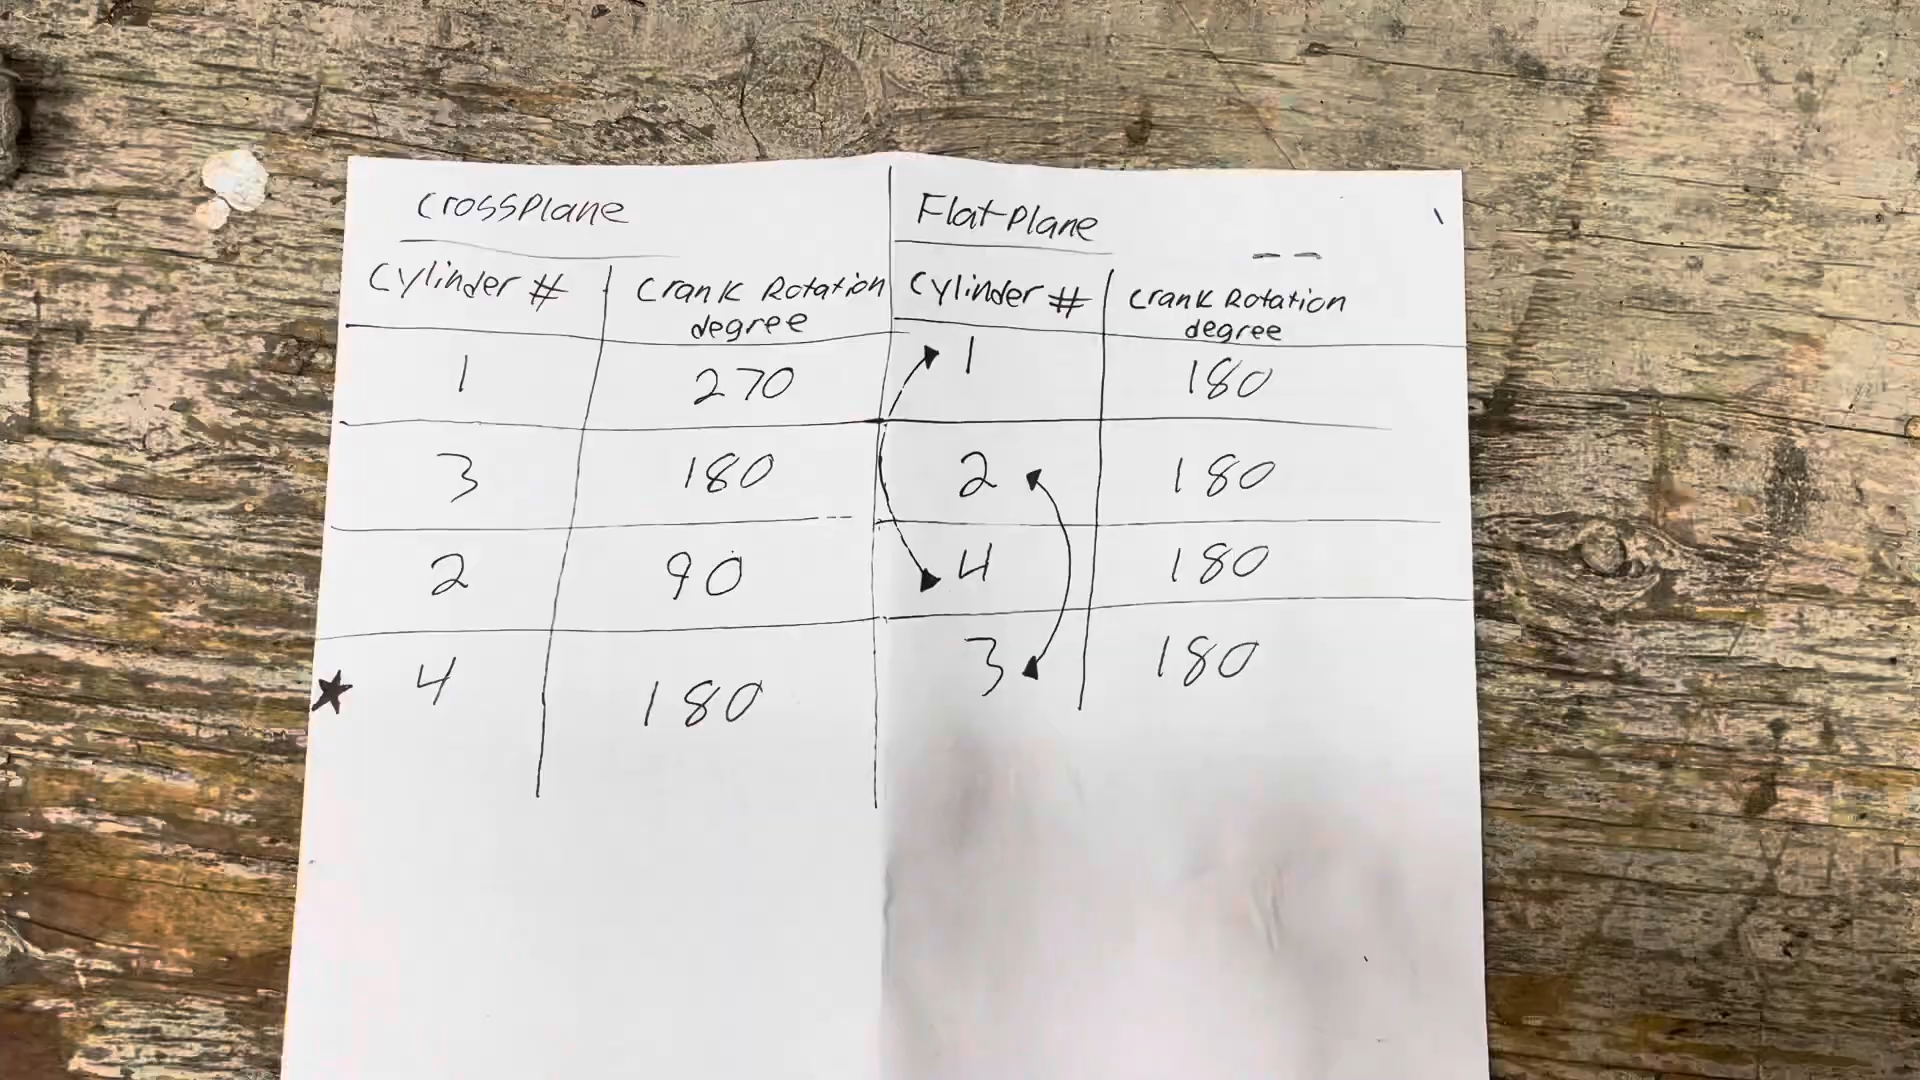 CrossPlane
Cylinder # Crank Rotation degree
1 270
3 180
2 90
★ 4 180
Flat-Plane
Cylinder # Crank Rotation degree
1 180
2 180
4 180
3 180